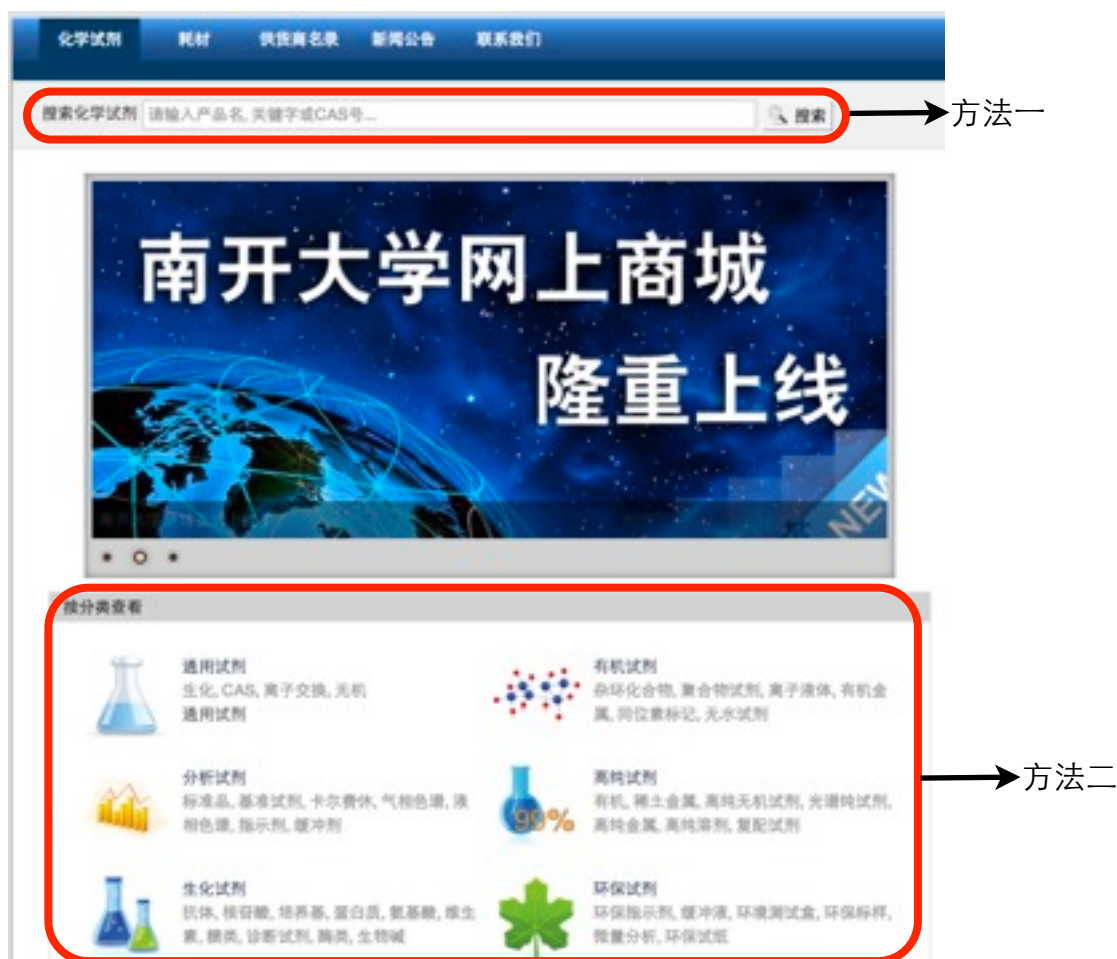 化学试剂 耗材 供货商名录 新闻公告 联系我们
搜索化学试剂 请输入产品名, 关键字或CAS号... 搜索
方法一
南开大学网上商城
隆重上线
NEW
按分类查看
通用试剂
生化, CAS, 离子交换, 无机
通用试剂
有机试剂
杂环化合物, 聚合物试剂, 离子液体, 有机金
属, 同位素标记, 无水试剂
分析试剂
标准品, 基准试剂, 卡尔费休, 气相色谱, 液
相色谱, 指示剂, 缓冲剂
99%
高纯试剂
有机, 稀土金属, 高纯无机试剂, 光谱纯试剂,
高纯金属, 高纯溶剂, 复配试剂
方法二
生化试剂
抗体, 核苷酸, 培养基, 蛋白质, 氨基酸, 维生
素, 糖类, 诊断试剂, 酶类, 生物碱
环保试剂
环保指示剂, 缓冲液, 环境测试盒, 环保标样,
微量分析, 环保试纸